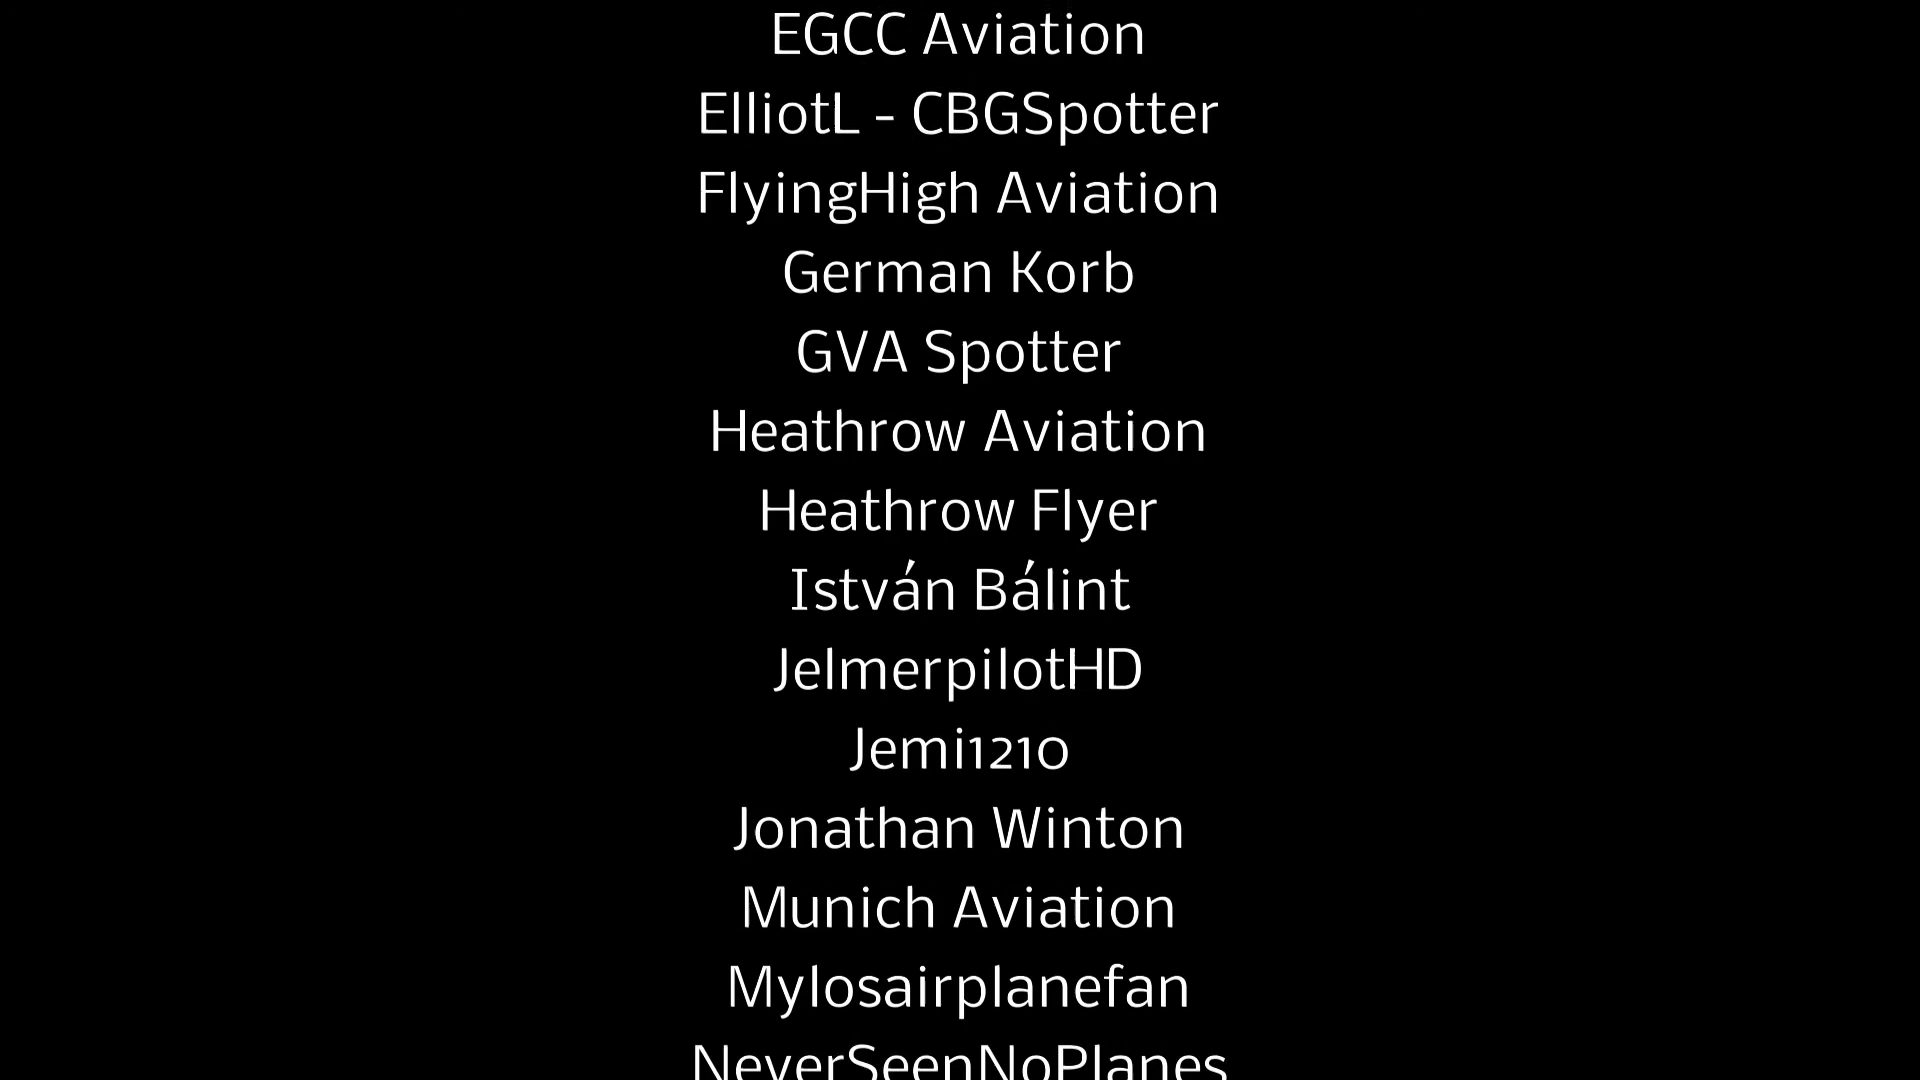 EGCC Aviation
ElliotL - CBGSpotter
FlyingHigh Aviation
German Korb
GVA Spotter
Heathrow Aviation
Heathrow Flyer
István Bálint
JelmerpilotHD
Jemi1210
Jonathan Winton
Munich Aviation
Mylosairplanefan
NeverSeenNoPlanes